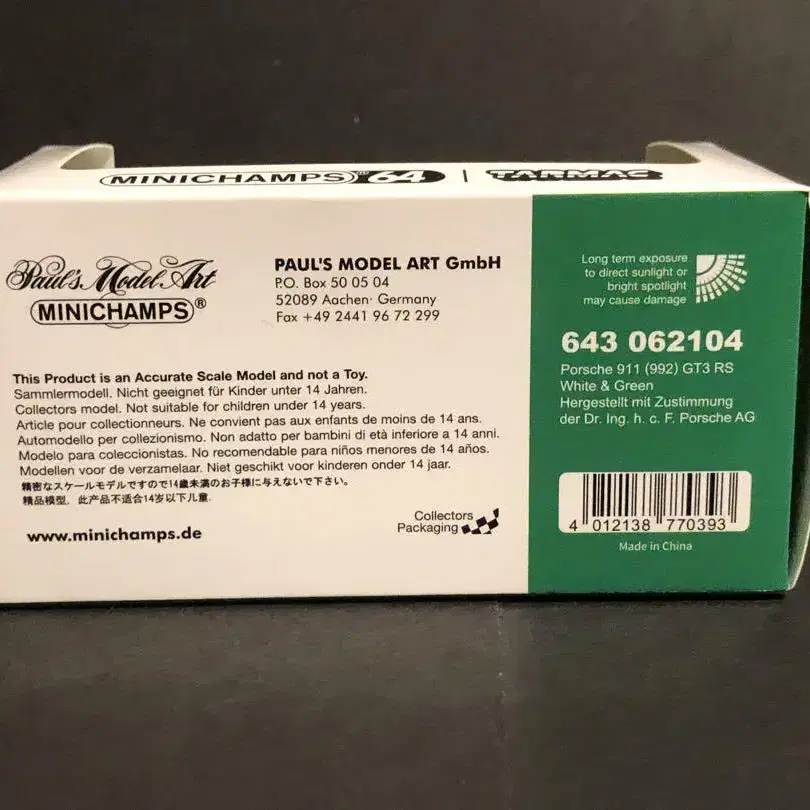 MINICHAMPS® 64 | TARMAC
Paul's Model Art
MINICHAMPS®
PAUL'S MODEL ART GmbH
P.O. Box 50 05 04
52089 Aachen · Germany
Fax +49 2441 96 72 299
This Product is an Accurate Scale Model and not a Toy.
Sammlermodell. Nicht geeignet für Kinder unter 14 Jahren.
Collectors model. Not suitable for children under 14 years.
Article pour collectionneurs. Ne convient pas aux enfants de moins de 14 ans.
Automodello per collezionismo. Non adatto per bambini di età inferiore a 14 anni.
Modelo para coleccionistas. No recomendable para niños menores de 14 años.
Modellen voor de verzamelaar. Niet geschikt voor kinderen onder 14 jaar.
精密なスケールモデルですので14歳未満のお子様に与えないで下さい。
精品模型，此产品不适合14岁以下儿童.
www.minichamps.de
Collectors
Packaging
Long term exposure
to direct sunlight or
bright spotlight
may cause damage
643 062104
Porsche 911 (992) GT3 RS
White & Green
Hergestellt mit Zustimmung
der Dr. Ing. h. c. F. Porsche AG
4 012138 770393
Made in China